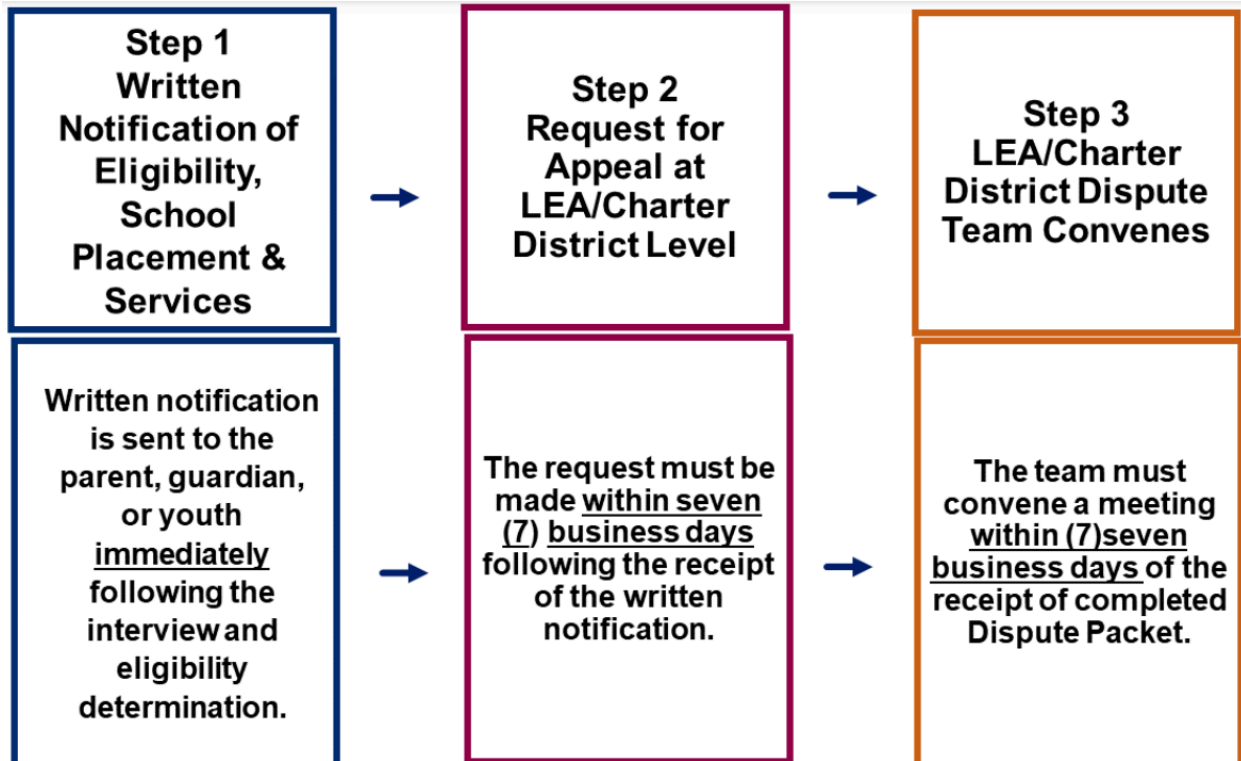 Step 1
Written
Notification of
Eligibility,
School
Placement &
Services
Step 2
Request for
Appeal at
LEA/Charter
District Level
Step 3
LEA/Charter
District Dispute
Team Convenes
Written notification
is sent to the
parent, guardian,
or youth
immediately
following the
interview and
eligibility
determination.
The request must be
made within seven
(7) business days
following the receipt
of the written
notification.
The team must
convene a meeting
within (7)seven
business days of the
receipt of completed
Dispute Packet.